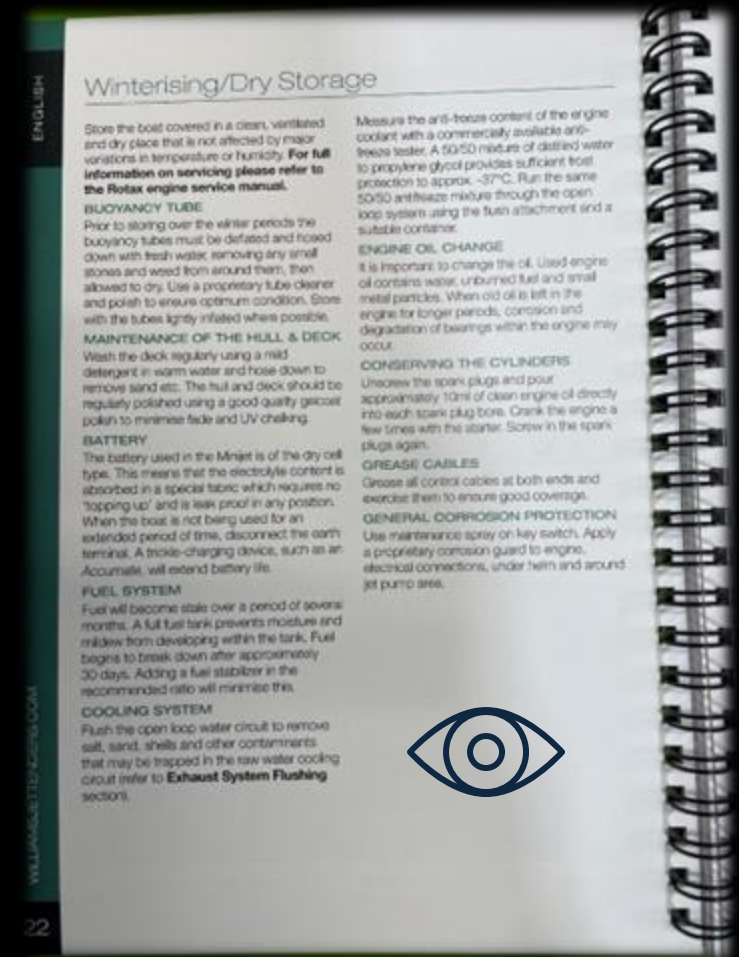 ENGLISH
Winterising/Dry Storage
Store the boat covered in a clean, ventilated
and dry place that is not affected by major
variations in temperature or humidity. For full
information on servicing please refer to
the Rotax engine service manual.
BUOYANCY TUBE
Prior to storing over the winter periods the
buoyancy tubes must be deflated and hosed
down with fresh water, removing any small
stones and weed from around them, then
allowed to dry. Use a proprietary tube cleaner
and polish to ensure optimum condition. Store
with the tubes lightly inflated where possible.
MAINTENANCE OF THE HULL & DECK
Wash the deck regularly using a mild
detergent in warm water and hose down to
remove sand etc. The hull and deck should be
regularly polished using a good quality gelcoat
polish to minimise fade and UV chalking.
BATTERY
The battery used in the Minijet is of the dry cell
type. This means that the electrolyte content is
absorbed in a special fabric which requires no
'topping up' and is leak proof in any position.
When the boat is not being used for an
extended period of time, disconnect the earth
terminal. A trickle-charging device, such as an
Accumate, will extend battery life.
FUEL SYSTEM
Fuel will become stale over a period of several
months. A full fuel tank prevents moisture and
mildew from developing within the tank. Fuel
begins to break down after approximately
30 days. Adding a fuel stabilizer in the
recommended ratio will minimise this.
COOLING SYSTEM
Flush the open loop water circuit to remove
salt, sand, shells and other contaminants
that may be trapped in the raw water cooling
circuit (refer to Exhaust System Flushing
section).
Measure the anti-freeze content of the engine
coolant with a commercially available anti-
freeze tester. A 50/50 mixture of distilled water
to propylene glycol provides sufficient frost
protection to approx. -37°C. Run the same
50/50 antifreeze mixture through the open
loop system using the flush attachment and a
suitable container.
ENGINE OIL CHANGE
It is important to change the oil. Used engine
oil contains water, unburned fuel and small
metal particles. When old oil is left in the
engine for longer periods, corrosion and
degradation of bearings within the engine may
occur.
CONSERVING THE CYLINDERS
Unscrew the spark plugs and pour
approximately 10ml of clean engine oil directly
into each spark plug bore. Crank the engine a
few times with the starter. Screw in the spark
plugs again.
GREASE CABLES
Grease all control cables at both ends and
exercise them to ensure good coverage.
GENERAL CORROSION PROTECTION
Use maintenance spray on key switch. Apply
a proprietary corrosion guard to engine,
electrical connections, under helm and around
jet pump area.
WILLIAMSJETTENDERS.COM
22